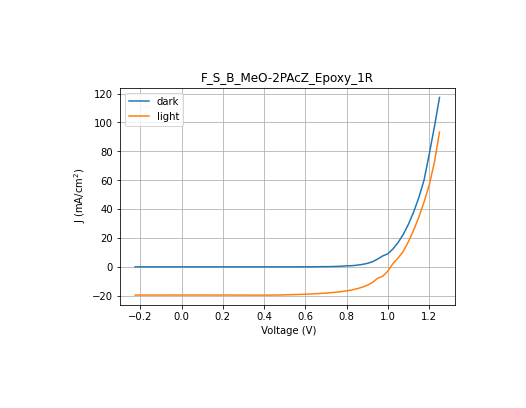 F_S_B_MeO-2PAcZ_Epoxy_1R
dark
light
120
100
80
60
40
20
0
−20
J (mA/cm²)
−0.2 0.0 0.2 0.4 0.6 0.8 1.0 1.2
Voltage (V)